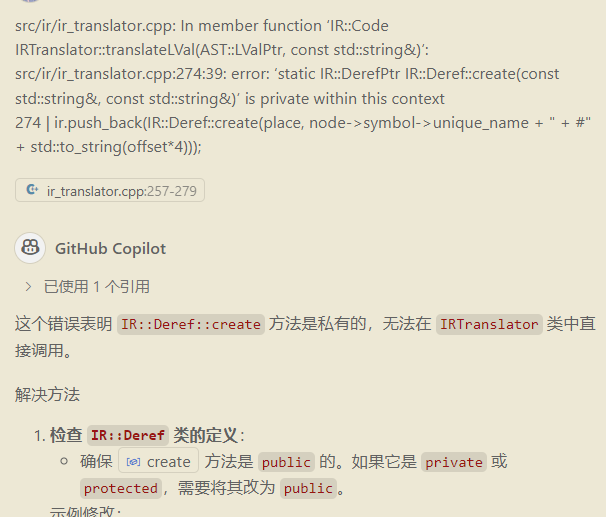 src/ir/ir_translator.cpp: In member function ‘IR::Code
IRTranslator::translateLVal(AST::LValPtr, const std::string&)’:
src/ir/ir_translator.cpp:274:39: error: ‘static IR::DerefPtr IR::Deref::create(const
std::string&, const std::string&)’ is private within this context
274 | ir.push_back(IR::Deref::create(place, node->symbol->unique_name + " + #"
+ std::to_string(offset*4)));
ir_translator.cpp:257-279
GitHub Copilot
已使用 1 个引用
这个错误表明 IR::Deref::create 方法是私有的，无法在 IRTranslator 类中直
接调用。
解决方法
1. 检查 IR::Deref 类的定义：
确保 create 方法是 public 的。如果它是 private 或
protected，需要将其改为 public。
示例修改：